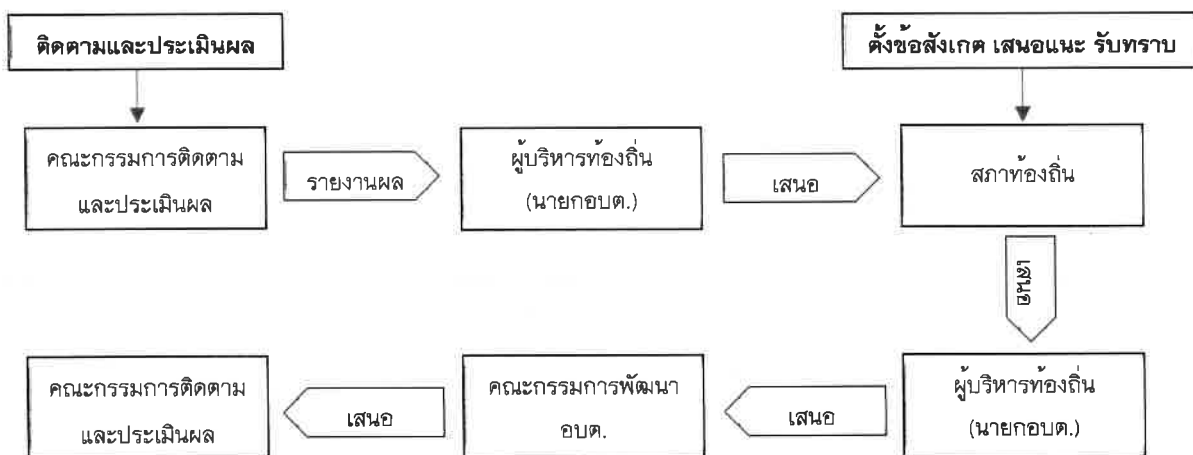 ติดตามและประเมินผล
ตั้งข้อสังเกต เสนอแนะ รับทราบ
คณะกรรมการติดตาม
และประเมินผล
รายงานผล
ผู้บริหารท้องถิ่น
(นายกอบต.)
เสนอ
สภาท้องถิ่น
เสนอ
ผู้บริหารท้องถิ่น
(นายกอบต.)
เสนอ
คณะกรรมการพัฒนา
อบต.
เสนอ
คณะกรรมการติดตาม
และประเมินผล